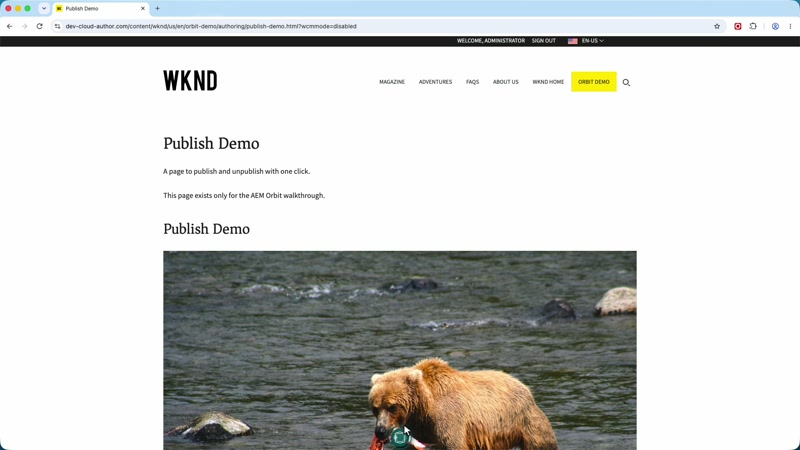 Publish Demo
dev-cloud-author.com/content/wknd/us/en/orbit-demo/authoring/publish-demo.html?wcmmode=disabled
WELCOME, ADMINISTRATOR SIGN OUT EN-US
WKND
MAGAZINE ADVENTURES FAQS ABOUT US WKND HOME ORBIT DEMO
Publish Demo
A page to publish and unpublish with one click.
This page exists only for the AEM Orbit walkthrough.
Publish Demo